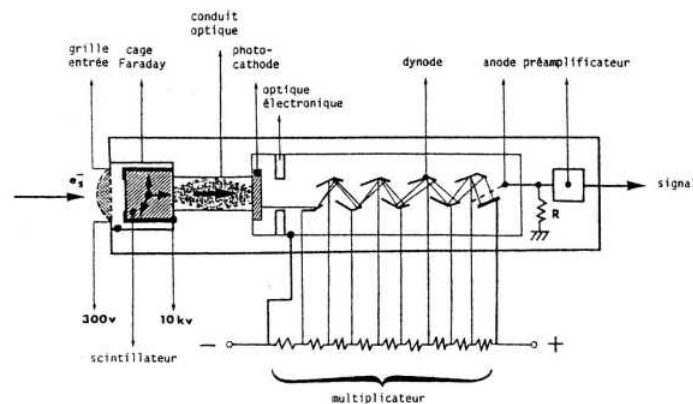 conduit
optique
grille
entrée
cage
Faraday
photo-
cathode
optique
électronique
dynode
anode préamplificateur
e⁻s
signal
R
300v
10kv
scintillateur
−
+
multiplicateur